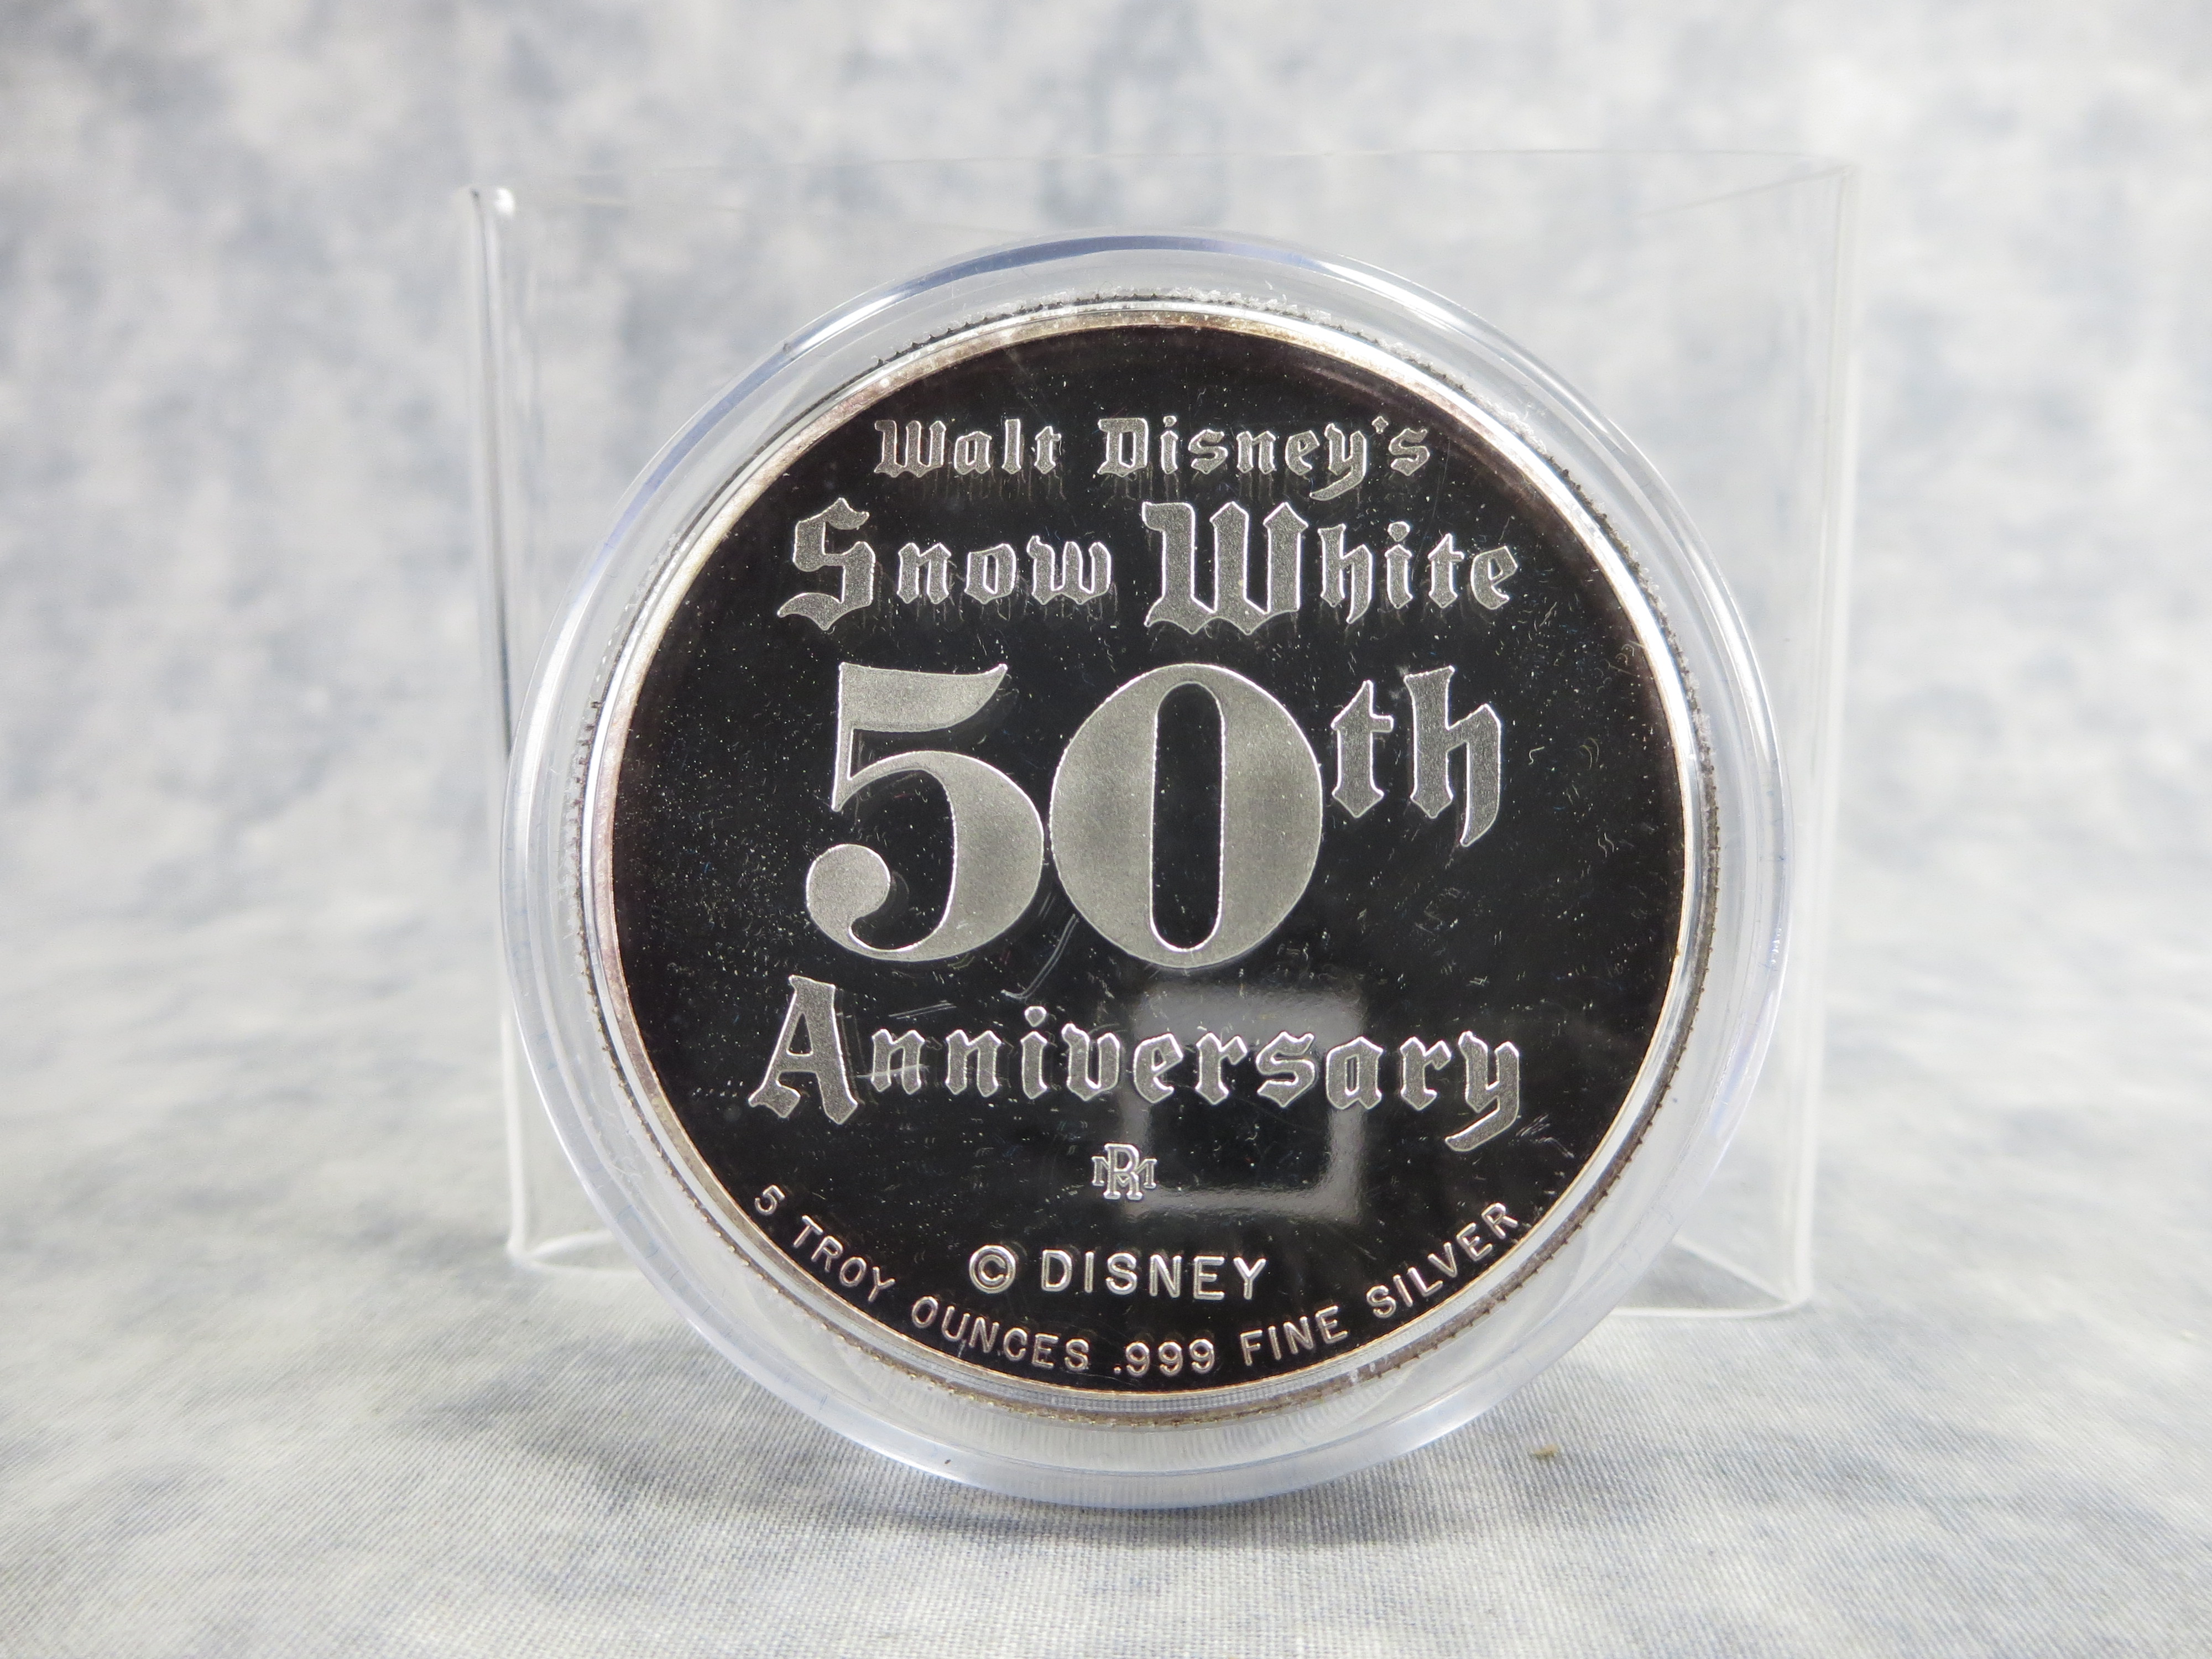 Walt Disney's
Snow White
50th
Anniversary
RM
© DISNEY
5 TROY OUNCES .999 FINE SILVER